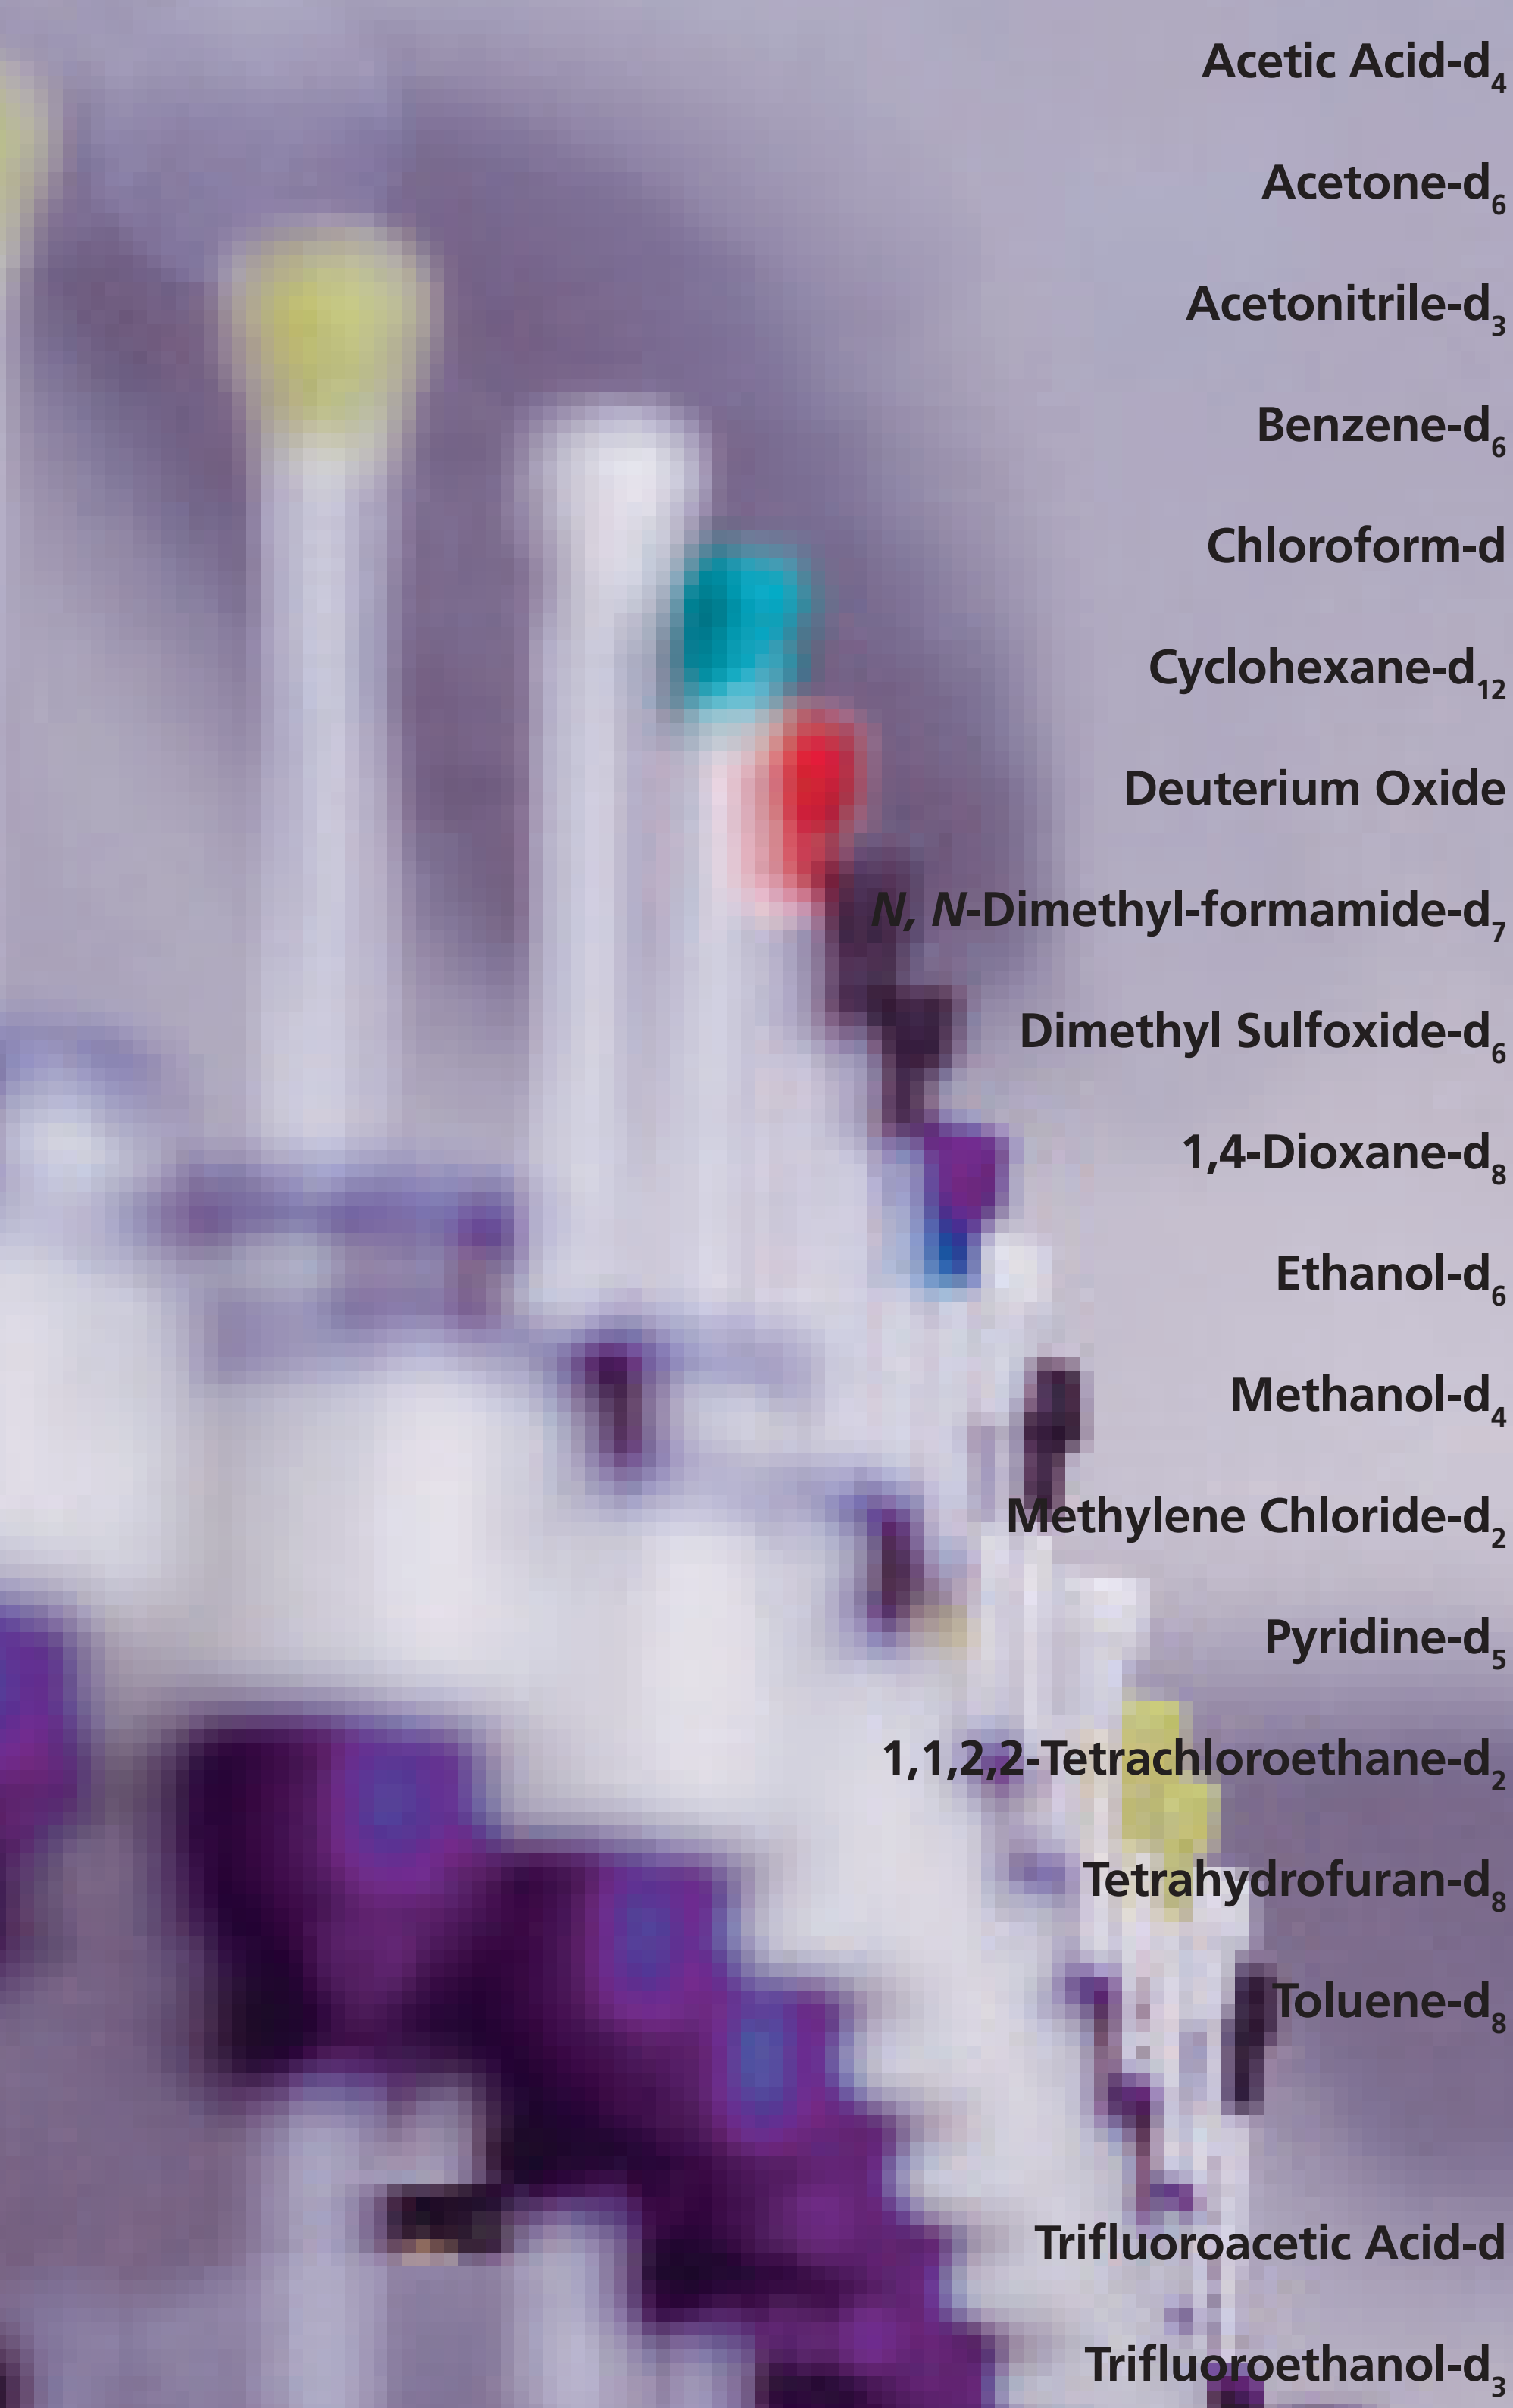 Acetic Acid-d₄
Acetone-d₆
Acetonitrile-d₃
Benzene-d₆
Chloroform-d
Cyclohexane-d₁₂
Deuterium Oxide
N, N-Dimethyl-formamide-d₇
Dimethyl Sulfoxide-d₆
1,4-Dioxane-d₈
Ethanol-d₆
Methanol-d₄
Methylene Chloride-d₂
Pyridine-d₅
1,1,2,2-Tetrachloroethane-d₂
Tetrahydrofuran-d₈
Toluene-d₈
Trifluoroacetic Acid-d
Trifluoroethanol-d₃